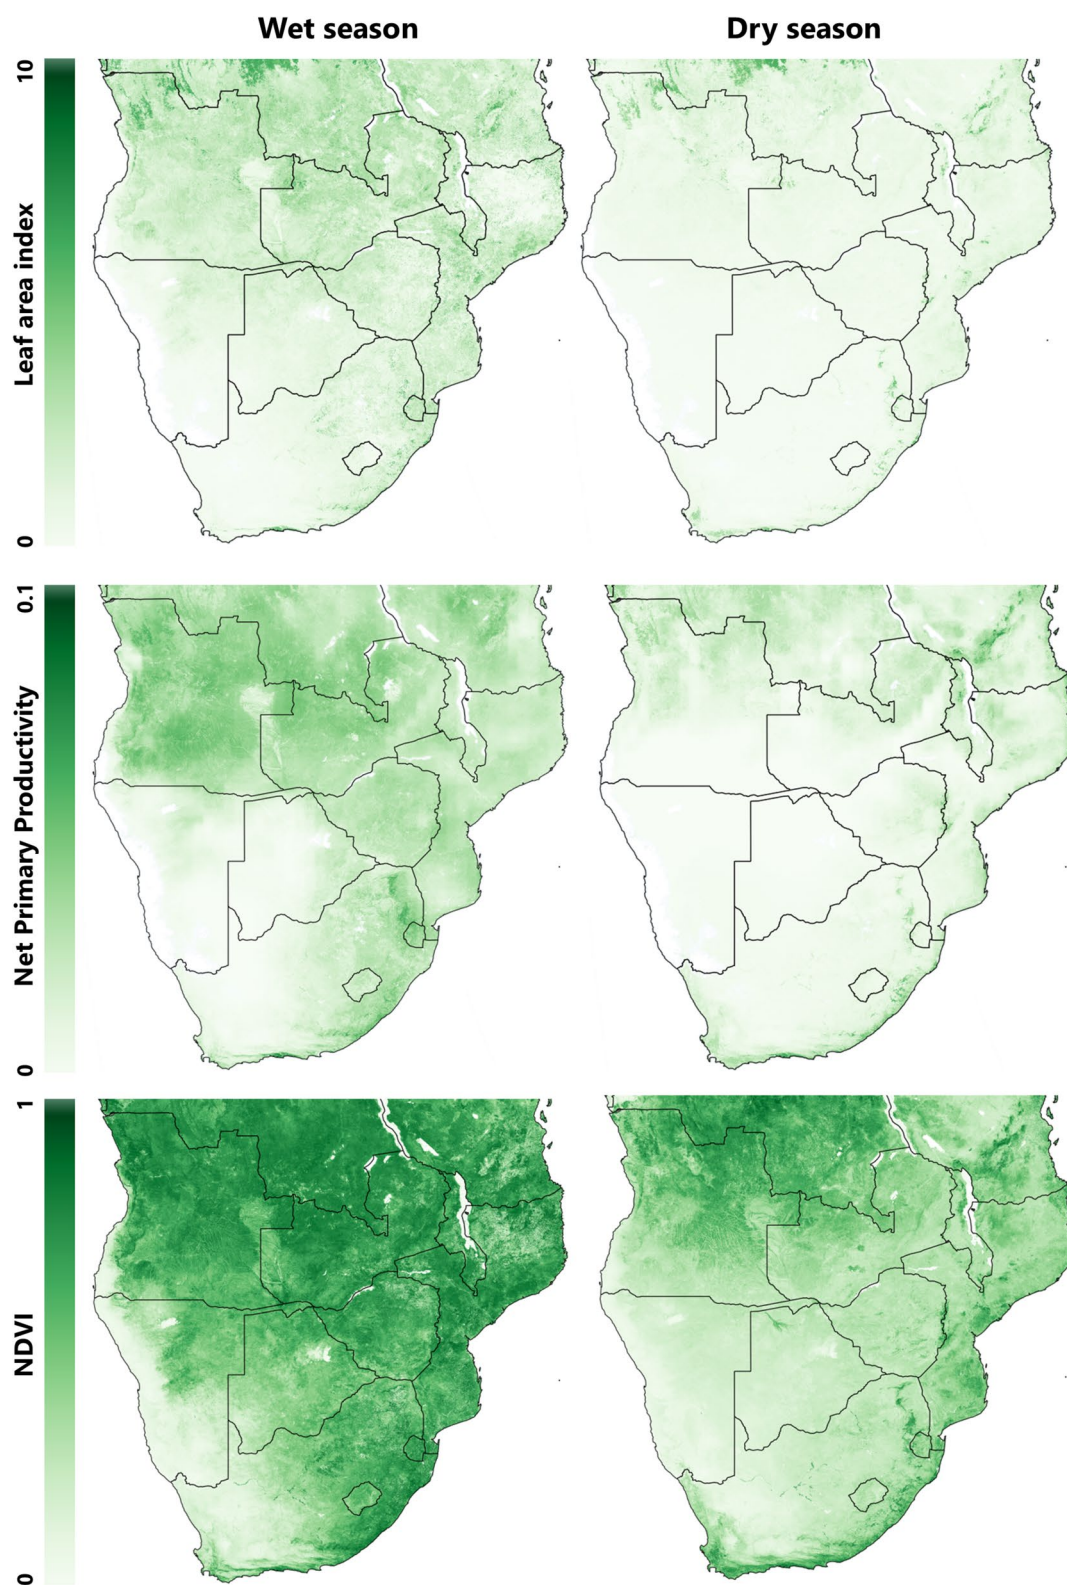 Wet season
Dry season
10
Leaf area index
0
0.1
Net Primary Productivity
0
1
NDVI
0